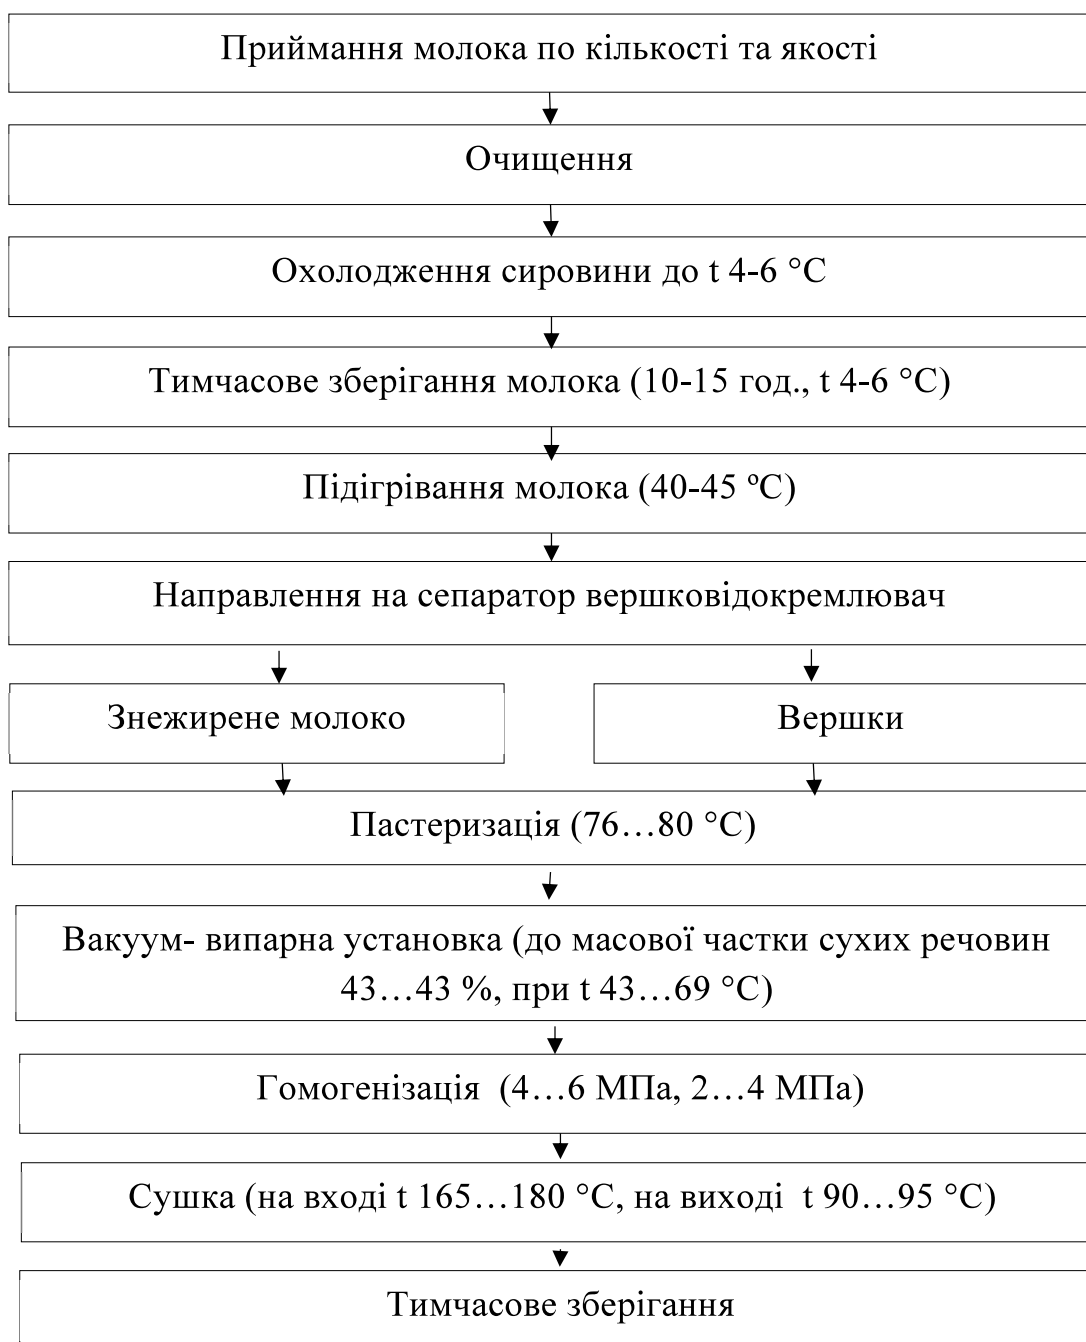 Приймання молока по кількості та якості
Очищення
Охолодження сировини до t 4-6 °С
Тимчасове зберігання молока (10-15 год., t 4-6 °С)
Підігрівання молока (40-45 ºС)
Направлення на сепаратор вершковідокремлювач
Знежирене молоко
Вершки
Пастеризація (76…80 °С)
Вакуум- випарна установка (до масової частки сухих речовин
43…43 %, при t 43…69 °С)
Гомогенізація (4…6 МПа, 2…4 МПа)
Сушка (на вході t 165…180 °С, на виході t 90…95 °С)
Тимчасове зберігання